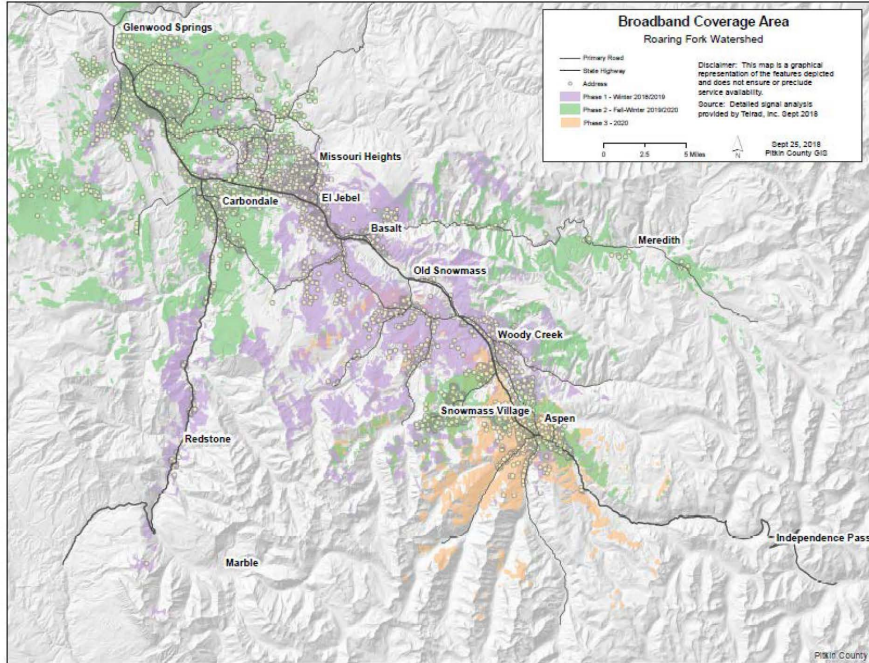 Broadband Coverage Area
Roaring Fork Watershed
Primary Road
State Highway
Address
Phase 1 - Winter 2018/2019
Phase 2 - Fall-Winter 2019/2020
Phase 3 - 2020
Disclaimer: This map is a graphical
representation of the features depicted
and does not ensure or preclude
service availability.
Source: Detailed signal analysis
provided by Teirad, Inc. Sept 2018
0 2.5 5 Miles
N
Sept 25, 2018
Pitkin County GIS
Glenwood Springs
Missouri Heights
El Jebel
Carbondale
Basalt
Meredith
Old Snowmass
Woody Creek
Snowmass Village
Aspen
Redstone
Independence Pass
Marble
Pitkin County